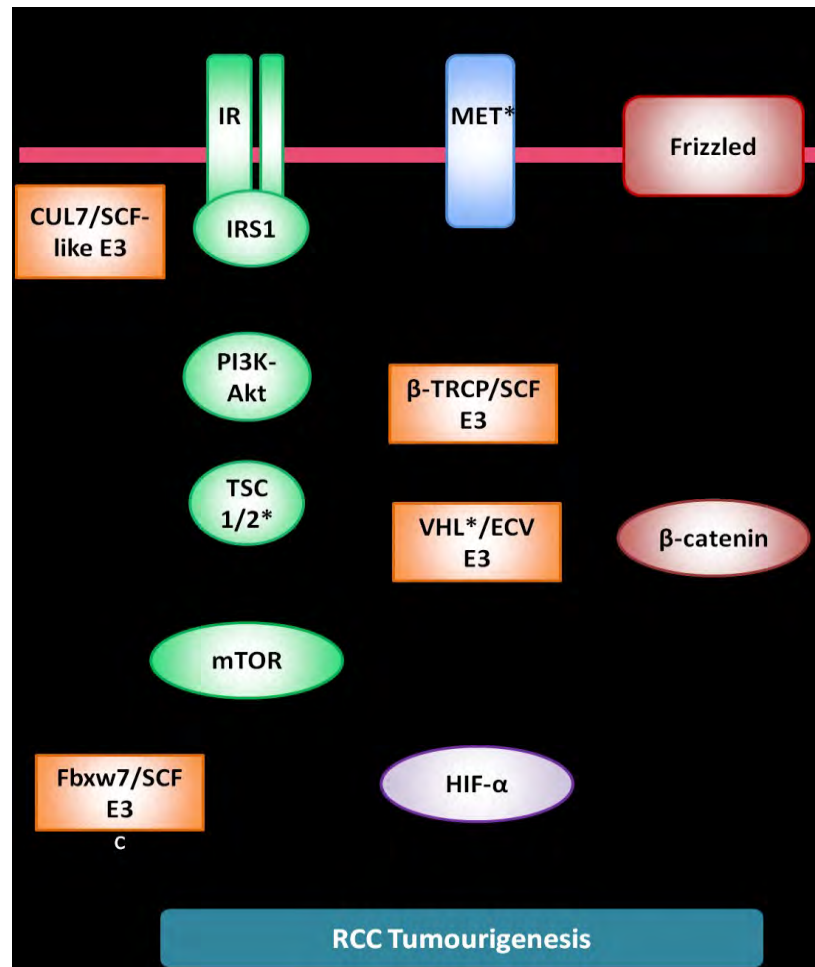 IR
MET*
Frizzled
CUL7/SCF-
like E3
IRS1
PI3K-
Akt
β-TRCP/SCF
E3
TSC
1/2*
VHL*/ECV
E3
β-catenin
mTOR
Fbxw7/SCF
E3
c
HIF-α
RCC Tumourigenesis